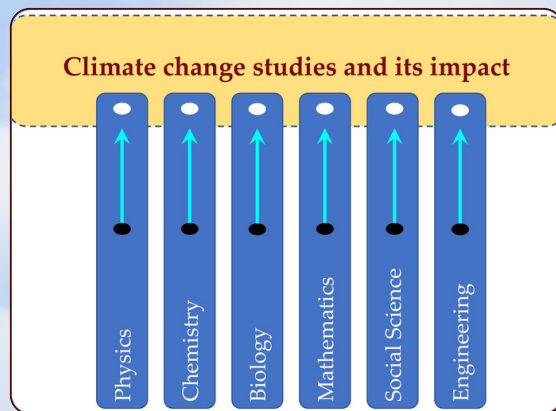 Climate change studies and its impact
Physics
Chemistry
Biology
Mathematics
Social Science
Engineering